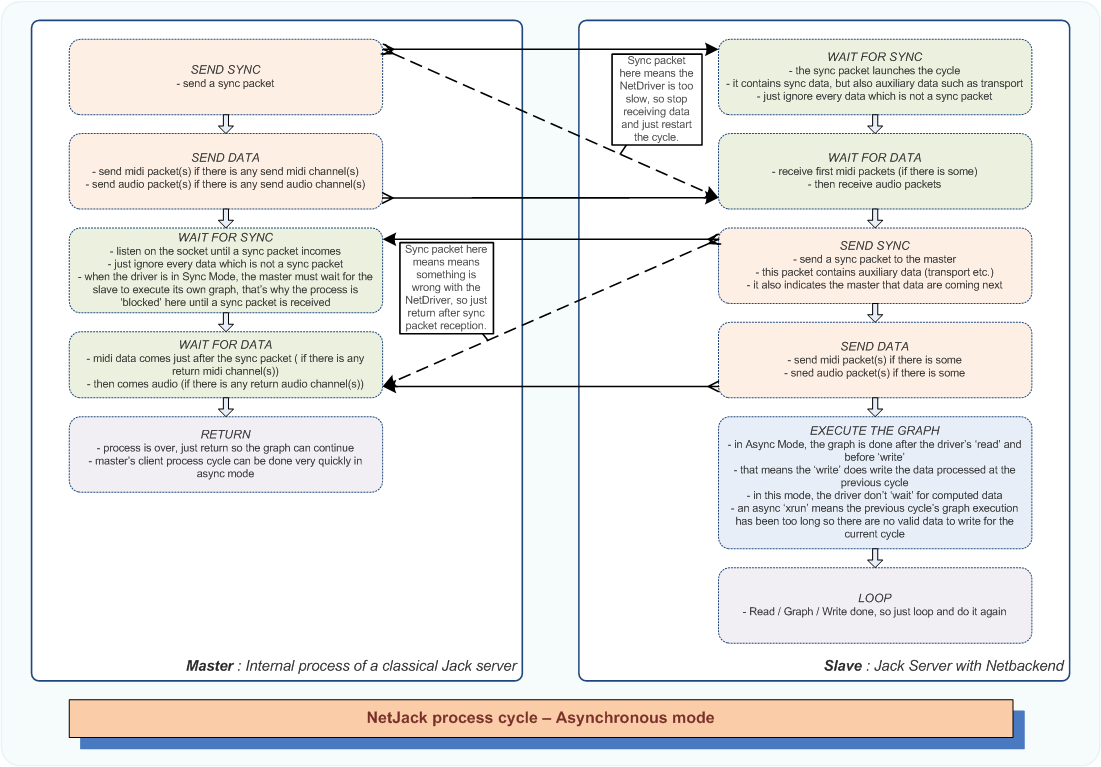 SEND SYNC
- send a sync packet
SEND DATA
- send midi packet(s) if there is any send midi channel(s)
- send audio packet(s) if there is any send audio channel(s)
WAIT FOR SYNC
- listen on the socket until a sync packet incomes
- just ignore every data which is not a sync packet
- when the driver is in Sync Mode, the master must wait for the
slave to execute its own graph, that's why the process is
'blocked' here until a sync packet is received
WAIT FOR DATA
- midi data comes just after the sync packet ( if there is any
return midi channel(s))
- then comes audio (if there is any return audio channel(s))
RETURN
- process is over, just return so the graph can continue
- master's client process cycle can be done very quickly in
async mode
Master : Internal process of a classical Jack server
Sync packet
here means the
NetDriver is too
slow, so stop
receiving data
and just restart
the cycle.
Sync packet here
means means
something is
wrong with the
NetDriver, so just
return after sync
packet reception.
WAIT FOR SYNC
- the sync packet launches the cycle
- it contains sync data, but also auxiliary data such as transport
- just ignore every data which is not a sync packet
WAIT FOR DATA
- receive first midi packets (if there is some)
- then receive audio packets
SEND SYNC
- send a sync packet to the master
- this packet contains auxiliary data (transport etc.)
- it also indicates the master that data are coming next
SEND DATA
- send midi packet(s) if there is some
- sned audio packet(s) if there is some
EXECUTE THE GRAPH
- in Async Mode, the graph is done after the driver's 'read' and
before 'write'
- that means the 'write' does write the data processed at the
previous cycle
- in this mode, the driver don't 'wait' for computed data
- an async 'xrun' means the previous cycle's graph execution
has been too long so there are no valid data to write for the
current cycle
LOOP
- Read / Graph / Write done, so just loop and do it again
Slave : Jack Server with Netbackend
NetJack process cycle – Asynchronous mode